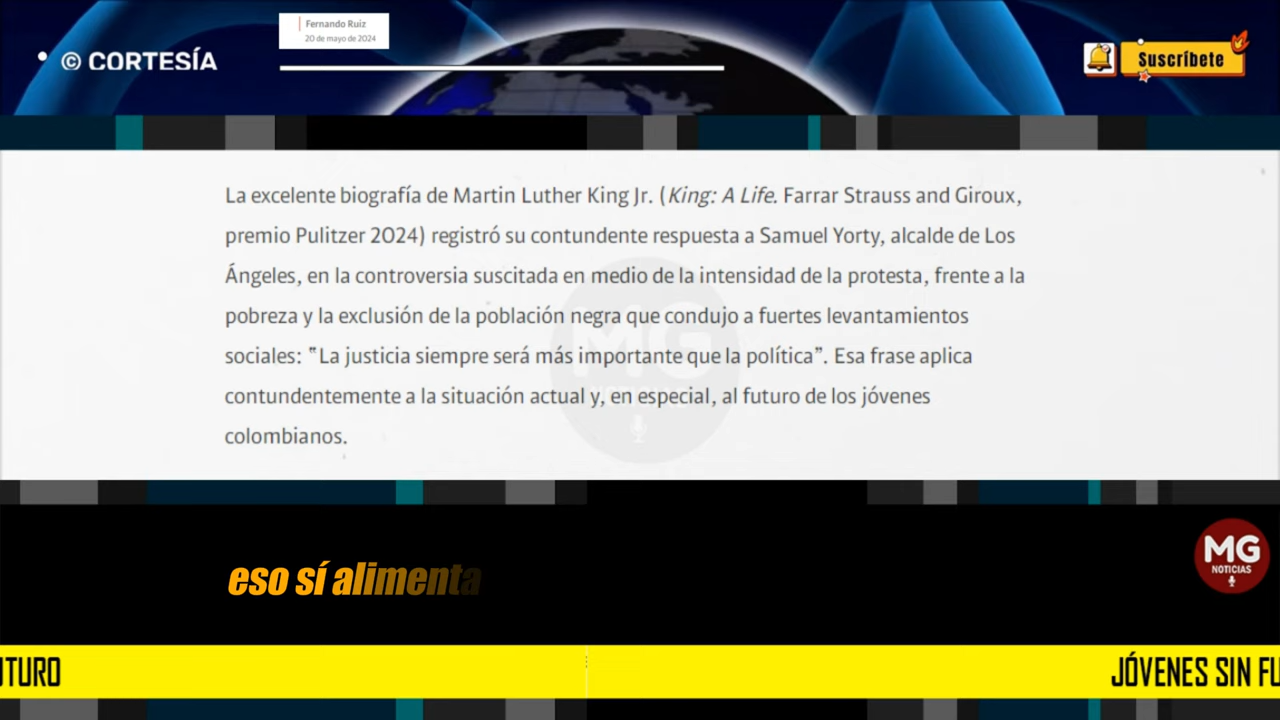 Fernando Ruiz
20 de mayo de 2024
© CORTESÍA
Suscríbete
La excelente biografía de Martin Luther King Jr. (King: A Life. Farrar Strauss and Giroux,
premio Pulitzer 2024) registró su contundente respuesta a Samuel Yorty, alcalde de Los
Ángeles, en la controversia suscitada en medio de la intensidad de la protesta, frente a la
pobreza y la exclusión de la población negra que condujo a fuertes levantamientos
sociales: “La justicia siempre será más importante que la política”. Esa frase aplica
contundentemente a la situación actual y, en especial, al futuro de los jóvenes
colombianos.
MG
NOTICIAS
eso sí alimenta
MG
NOTICIAS
UTURO
JÓVENES SIN FU